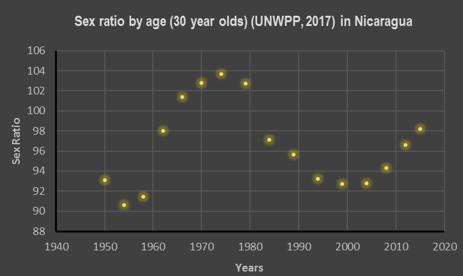 Sex ratio by age (30 year olds) (UNWPP, 2017) in Nicaragua
106
104
102
100
98
96
94
92
90
88
Sex Ratio
1940 1950 1960 1970 1980 1990 2000 2010 2020
Years